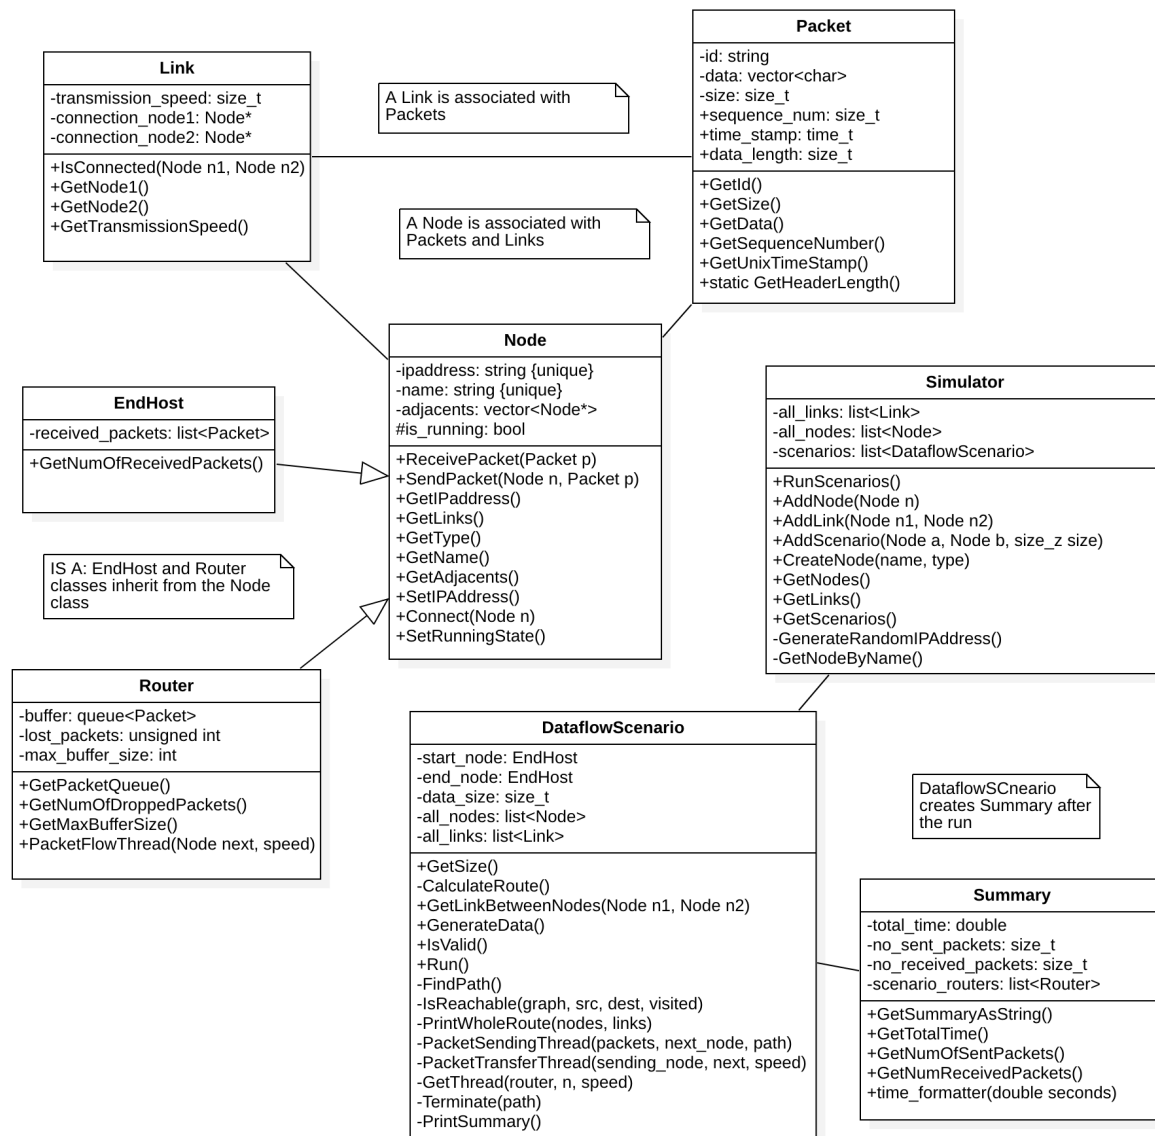 Packet
-id: string
-data: vector<char>
-size: size_t
+sequence_num: size_t
+time_stamp: time_t
+data_length: size_t
+GetId()
+GetSize()
+GetData()
+GetSequenceNumber()
+GetUnixTimeStamp()
+static GetHeaderLength()
Link
-transmission_speed: size_t
-connection_node1: Node*
-connection_node2: Node*
+IsConnected(Node n1, Node n2)
+GetNode1()
+GetNode2()
+GetTransmissionSpeed()
A Link is associated with
Packets
A Node is associated with
Packets and Links
Node
-ipaddress: string {unique}
-name: string {unique}
-adjacents: vector<Node*>
#is_running: bool
+ReceivePacket(Packet p)
+SendPacket(Node n, Packet p)
+GetIPaddress()
+GetLinks()
+GetType()
+GetName()
+GetAdjacents()
+SetIPAddress()
+Connect(Node n)
+SetRunningState()
EndHost
-received_packets: list<Packet>
+GetNumOfReceivedPackets()
IS A: EndHost and Router
classes inherit from the Node
class
Simulator
-all_links: list<Link>
-all_nodes: list<Node>
-scenarios: list<DataflowScenario>
+RunScenarios()
+AddNode(Node n)
+AddLink(Node n1, Node n2)
+AddScenario(Node a, Node b, size_z size)
+CreateNode(name, type)
+GetNodes()
+GetLinks()
+GetScenarios()
-GenerateRandomIPAddress()
-GetNodeByName()
Router
-buffer: queue<Packet>
-lost_packets: unsigned int
-max_buffer_size: int
+GetPacketQueue()
+GetNumOfDroppedPackets()
+GetMaxBufferSize()
+PacketFlowThread(Node next, speed)
DataflowScenario
-start_node: EndHost
-end_node: EndHost
-data_size: size_t
-all_nodes: list<Node>
-all_links: list<Link>
+GetSize()
-CalculateRoute()
+GetLinkBetweenNodes(Node n1, Node n2)
+GenerateData()
+IsValid()
+Run()
-FindPath()
-IsReachable(graph, src, dest, visited)
-PrintWholeRoute(nodes, links)
-PacketSendingThread(packets, next_node, path)
-PacketTransferThread(sending_node, next, speed)
-GetThread(router, n, speed)
-Terminate(path)
-PrintSummary()
DataflowSCneario
creates Summary after
the run
Summary
-total_time: double
-no_sent_packets: size_t
-no_received_packets: size_t
-scenario_routers: list<Router>
+GetSummaryAsString()
+GetTotalTime()
+GetNumOfSentPackets()
+GetNumReceivedPackets()
+time_formatter(double seconds)